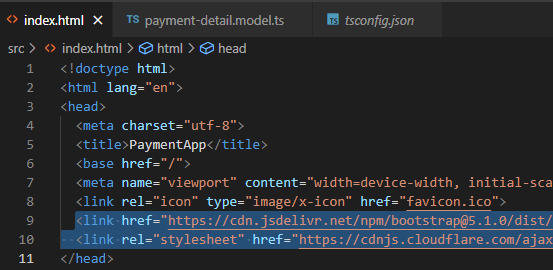 index.html × TS payment-detail.model.ts TS tsconfig.json
src > index.html > html > head
1 <!doctype html>
2 <html lang="en">
3 <head>
4 <meta charset="utf-8">
5 <title>PaymentApp</title>
6 <base href="/">
7 <meta name="viewport" content="width=device-width, initial-sca
8 <link rel="icon" type="image/x-icon" href="favicon.ico">
9 <link href="https://cdn.jsdelivr.net/npm/bootstrap@5.1.0/dist/
10 <link rel="stylesheet" href="https://cdnjs.cloudflare.com/ajax
11 </head>